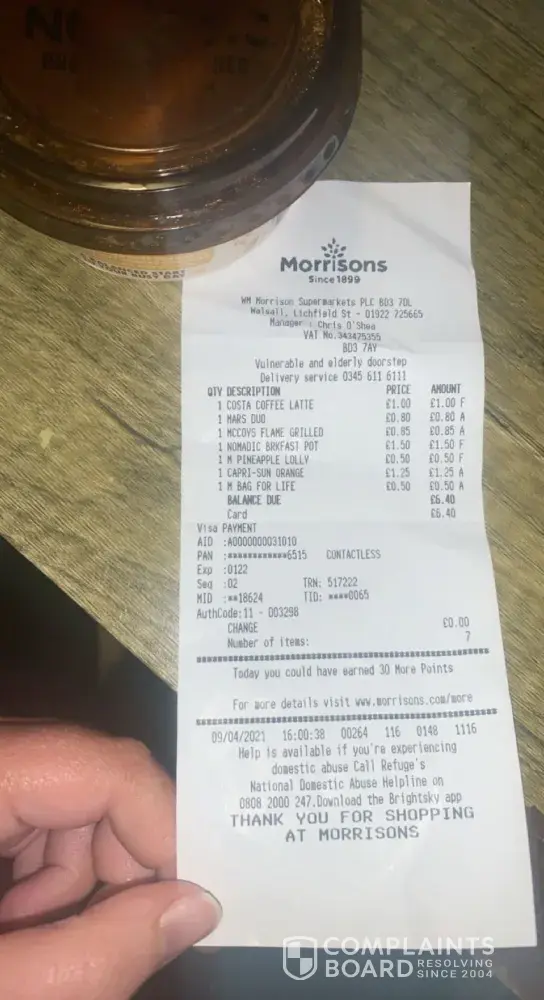 Morrisons
Since 1899
WM Morrison Supermarkets PLC BD3 7DL
Walsall, Lichfield St - 01922 725665
Manager : Chris O'Shea
VAT No.343475355
BD3 7AY
Vulnerable and elderly doorstep
Delivery service 0345 611 6111
QTY DESCRIPTION PRICE AMOUNT
1 COSTA COFFEE LATTE £1.00 £1.00 F
1 MARS DUO £0.80 £0.80 A
1 MCCOYS FLAME GRILLED £0.85 £0.85 A
1 NOMADIC BRKFAST POT £1.50 £1.50 F
1 M PINEAPPLE LOLLY £0.50 £0.50 F
1 CAPRI-SUN ORANGE £1.25 £1.25 A
1 M BAG FOR LIFE £0.50 £0.50 A
BALANCE DUE £6.40
Card £6.40
Visa PAYMENT
AID :A0000000031010
PAN :************6515 CONTACTLESS
Exp :0122
Seq :02 TRN: 517222
MID :**18624 TID: ****0065
AuthCode:11 - 003298
CHANGE £0.00
Number of items: 7
Today you could have earned 30 More Points
For more details visit www.morrisons.com/more
09/04/2021 16:00:38 00264 116 0148 1116
Help is available if you're experiencing
domestic abuse Call Refuge's
National Domestic Abuse Helpline on
0808 2000 247.Download the Brightsky app
THANK YOU FOR SHOPPING
AT MORRISONS
COMPLAINTS
BOARD RESOLVING
SINCE 2004